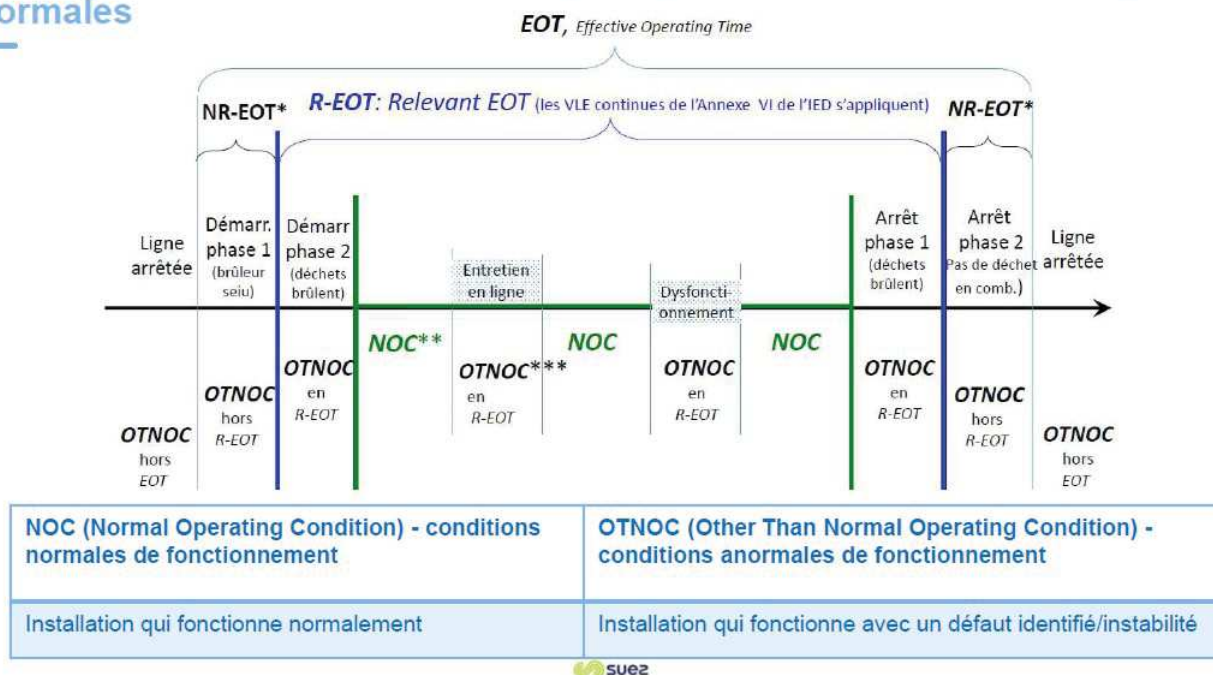 ormales
EOT, Effective Operating Time
NR-EOT*
R-EOT: Relevant EOT (les VLE continues de l'Annexe VI de l'IED s'appliquent)
NR-EOT*
Ligne
arrêtée
Démarr.
phase 1
(brûleur
seiu)
Démarr
phase 2
(déchets
brûlent)
Entretien
en ligne
Dysfoncti-
onnement
Arrêt
phase 1
(déchets
brûlent)
Arrêt
phase 2
Pas de déchet
en comb.)
Ligne
arrêtée
OTNOC
hors
EOT
OTNOC
hors
R-EOT
OTNOC
en
R-EOT
NOC**
OTNOC***
en
R-EOT
NOC
OTNOC
en
R-EOT
NOC
OTNOC
en
R-EOT
OTNOC
hors
R-EOT
OTNOC
hors
EOT
NOC (Normal Operating Condition) - conditions
normales de fonctionnement
OTNOC (Other Than Normal Operating Condition) -
conditions anormales de fonctionnement
Installation qui fonctionne normalement
Installation qui fonctionne avec un défaut identifié/instabilité
suez